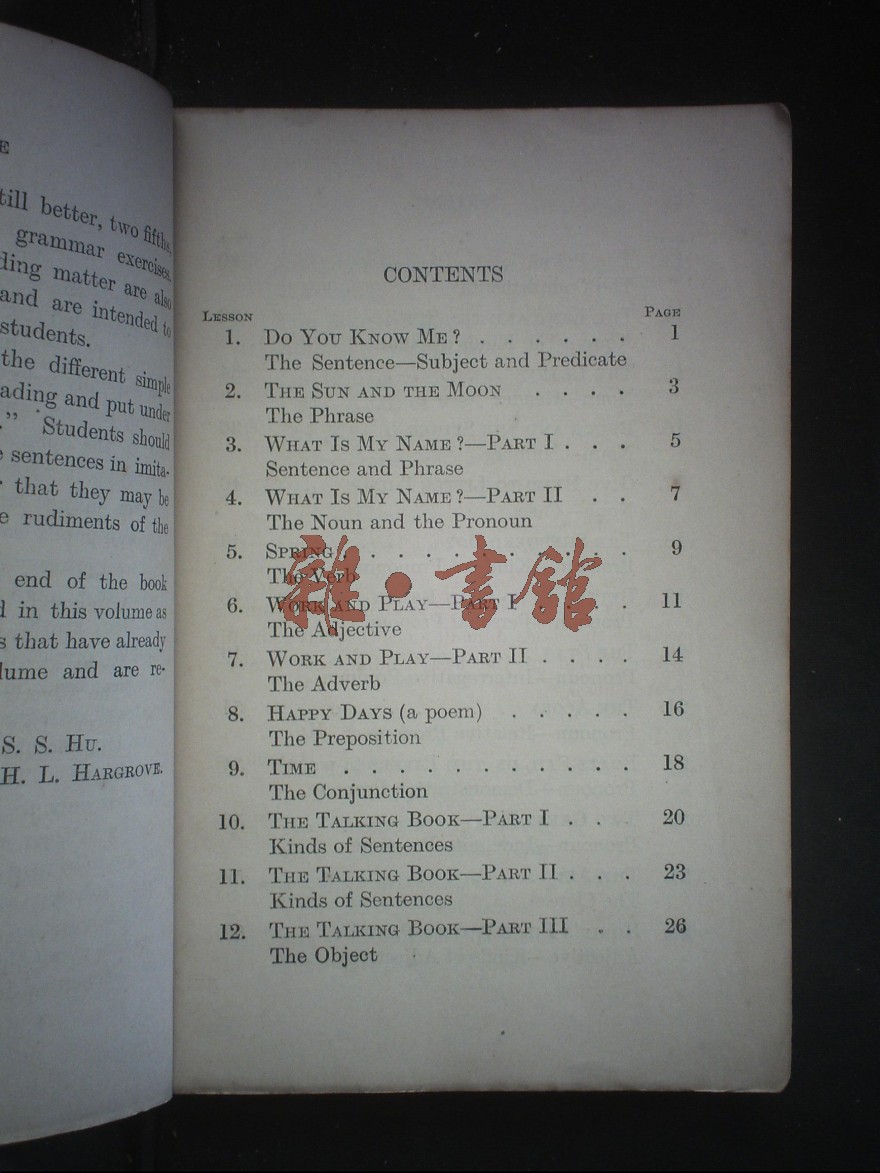 E
till better, two fifths,
grammar exercises,
ding matter are also
and are intended to
students.
the different simple
ading and put under
." Students should
e sentences in imita-
that they may be
e rudiments of the
end of the book
d in this volume as
s that have already
lume and are re-
S. S. HU.
H. L. HARGROVE.
CONTENTS
LESSON PAGE
1. DO YOU KNOW ME? . . . . . . 1
The Sentence—Subject and Predicate
2. THE SUN AND THE MOON . . . . 3
The Phrase
3. WHAT IS MY NAME?—PART I . . . 5
Sentence and Phrase
4. WHAT IS MY NAME?—PART II . . 7
The Noun and the Pronoun
5. SPRING . . . . . . . . . . . 9
The Verb
6. WORK AND PLAY—PART I . . . . 11
The Adjective
7. WORK AND PLAY—PART II . . . . 14
The Adverb
8. HAPPY DAYS (a poem) . . . . . 16
The Preposition
9. TIME . . . . . . . . . . . 18
The Conjunction
10. THE TALKING BOOK—PART I . . . 20
Kinds of Sentences
11. THE TALKING BOOK—PART II . . . 23
Kinds of Sentences
12. THE TALKING BOOK—PART III . . 26
The Object
雜·書館